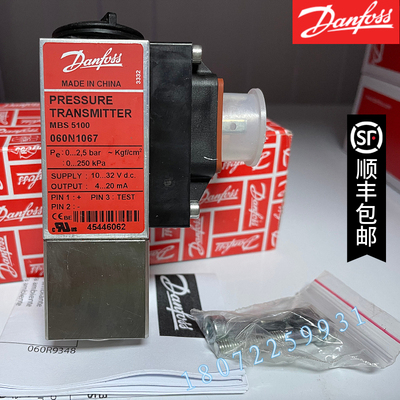 Danfoss
Danfoss
MADE IN CHINA
3322
PRESSURE
TRANSMITTER
MBS 5100
060N1067
Pe 0...2,5 bar ~ Kgf/cm²
: 0...250 kPa
SUPPLY : 10...32 V d.c.
OUTPUT : 4...20 mA
PIN 1 : + PIN 3 : TEST
PIN 2 : -
45446062
SF
顺丰包邮
Danfoss
060R9348
18072259931